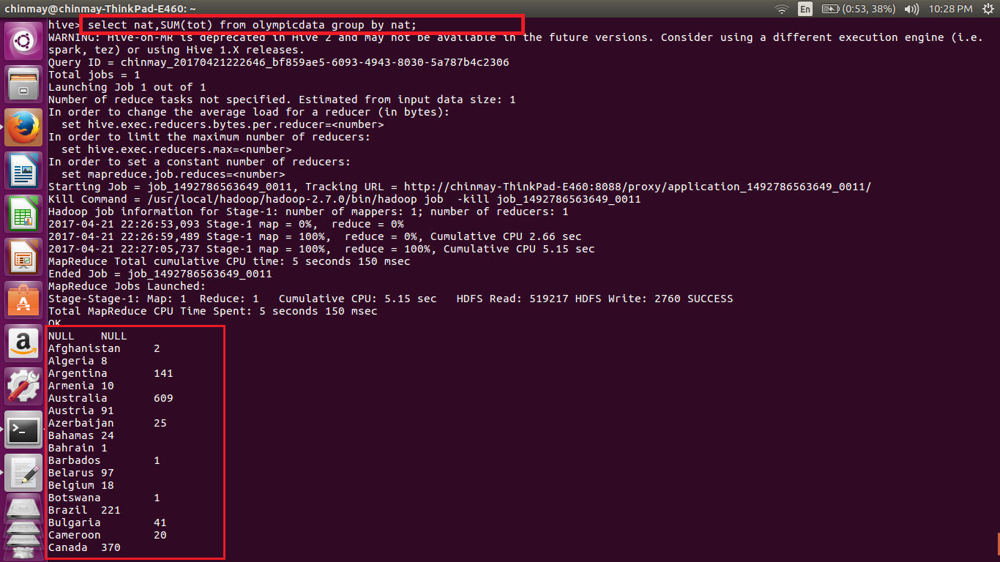 chinmay@chinmay-ThinkPad-E460: ~
En (0:53, 38%) 10:28 PM
hive> select nat,SUM(tot) from olympicdata group by nat;
WARNING: Hive-on-MR is deprecated in Hive 2 and may not be available in the future versions. Consider using a different execution engine (i.e.
spark, tez) or using Hive 1.X releases.
Query ID = chinmay_20170421222646_bf859ae5-6093-4943-8030-5a787b4c2306
Total jobs = 1
Launching Job 1 out of 1
Number of reduce tasks not specified. Estimated from input data size: 1
In order to change the average load for a reducer (in bytes):
  set hive.exec.reducers.bytes.per.reducer=<number>
In order to limit the maximum number of reducers:
  set hive.exec.reducers.max=<number>
In order to set a constant number of reducers:
  set mapreduce.job.reduces=<number>
Starting Job = job_1492786563649_0011, Tracking URL = http://chinmay-ThinkPad-E460:8088/proxy/application_1492786563649_0011/
Kill Command = /usr/local/hadoop/hadoop-2.7.0/bin/hadoop job  -kill job_1492786563649_0011
Hadoop job information for Stage-1: number of mappers: 1; number of reducers: 1
2017-04-21 22:26:53,093 Stage-1 map = 0%,  reduce = 0%
2017-04-21 22:26:59,489 Stage-1 map = 100%,  reduce = 0%, Cumulative CPU 2.66 sec
2017-04-21 22:27:05,737 Stage-1 map = 100%,  reduce = 100%, Cumulative CPU 5.15 sec
MapReduce Total cumulative CPU time: 5 seconds 150 msec
Ended Job = job_1492786563649_0011
MapReduce Jobs Launched:
Stage-Stage-1: Map: 1  Reduce: 1   Cumulative CPU: 5.15 sec   HDFS Read: 519217 HDFS Write: 2760 SUCCESS
Total MapReduce CPU Time Spent: 5 seconds 150 msec
OK
NULL	NULL
Afghanistan	2
Algeria	8
Argentina	141
Armenia	10
Australia	609
Austria	91
Azerbaijan	25
Bahamas	24
Bahrain	1
Barbados	1
Belarus	97
Belgium	18
Botswana	1
Brazil	221
Bulgaria	41
Cameroon	20
Canada	370